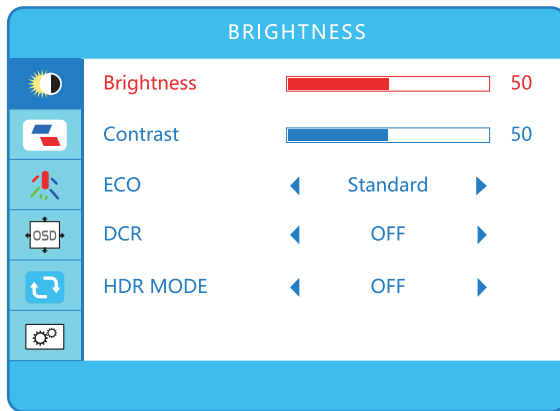 BRIGHTNESS
Brightness 50
Contrast 50
ECO Standard
DCR OFF
OSD
HDR MODE OFF